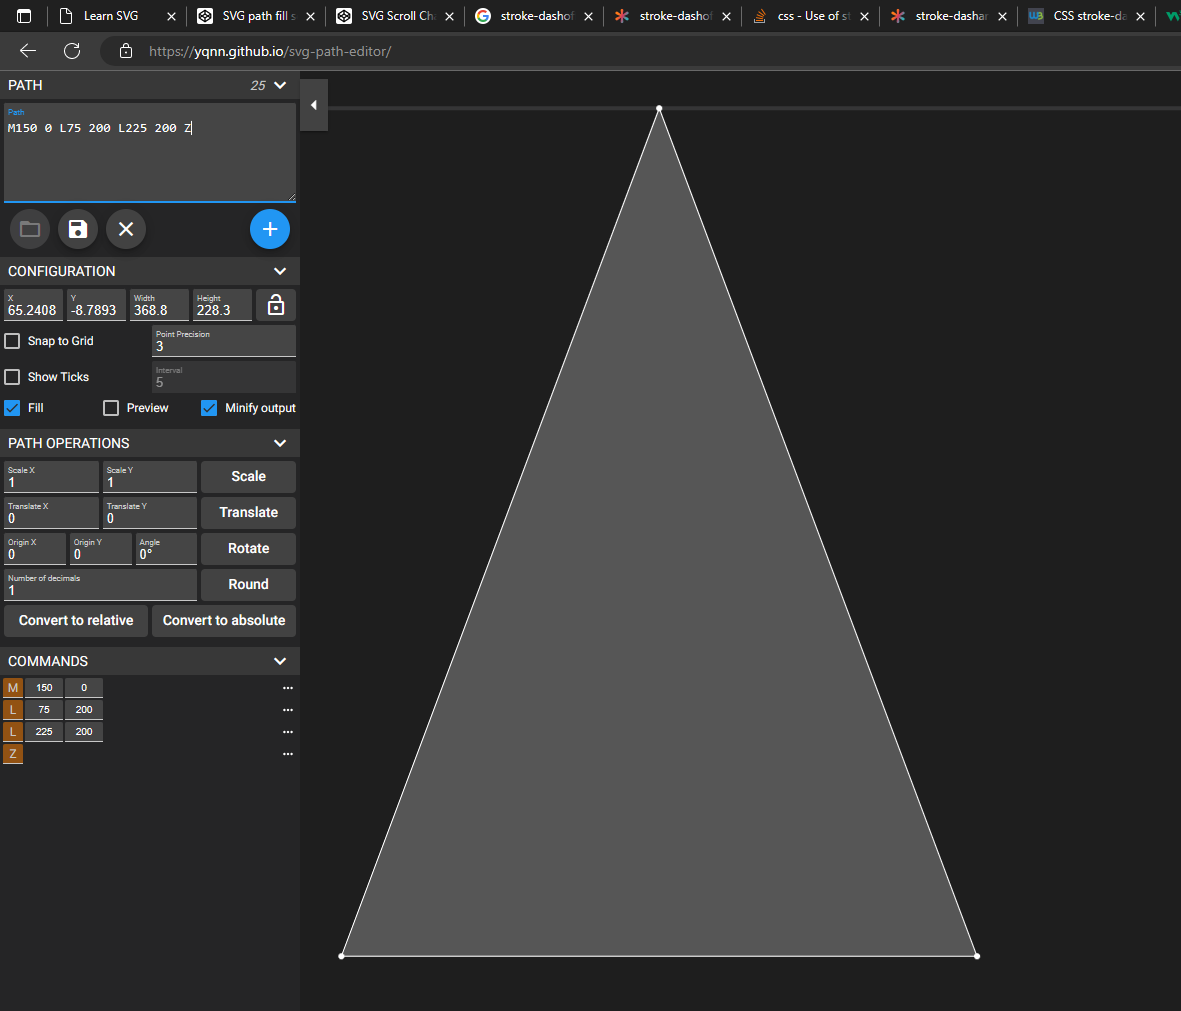 Learn SVG
SVG path fill s
SVG Scroll Ch
stroke-dashof
stroke-dashof
css - Use of st
stroke-dashar
CSS stroke-da
https://yqnn.github.io/svg-path-editor/
PATH 25
Path
M150 0 L75 200 L225 200 Z
CONFIGURATION
X Y Width Height
65.2408 -8.7893 368.8 228.3
Snap to Grid
Point Precision
3
Show Ticks
Interval
5
Fill Preview Minify output
PATH OPERATIONS
Scale X Scale Y
1 1 Scale
Translate X Translate Y
0 0 Translate
Origin X Origin Y Angle
0 0 0° Rotate
Number of decimals
1 Round
Convert to relative Convert to absolute
COMMANDS
M 150 0
L 75 200
L 225 200
Z